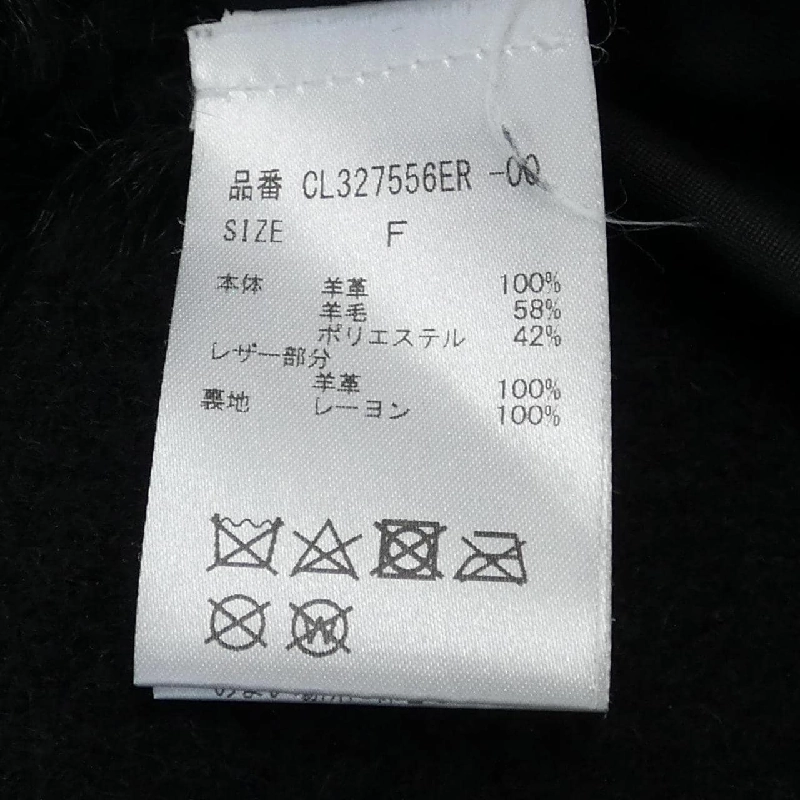 品番 CL327556ER -00
SIZE F
本体 羊革 100%
羊毛 58%
ポリエステル 42%
レザー部分
羊革 100%
裏地 レーヨン 100%
W